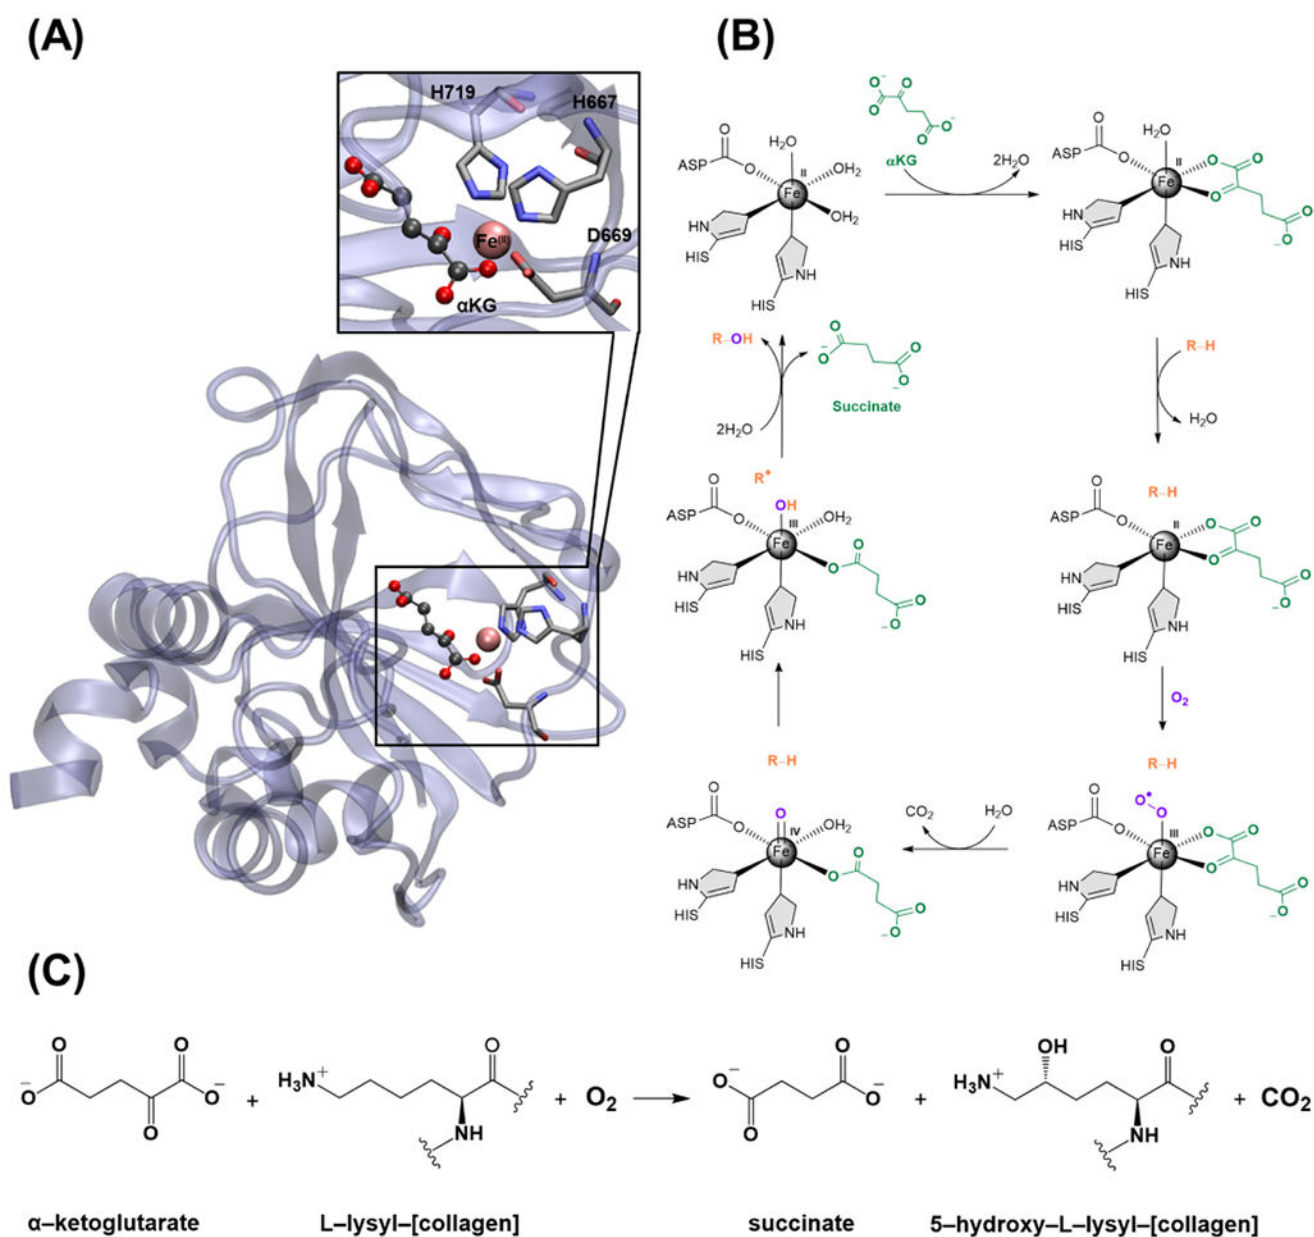 (A)
H719
H667
Fe(II)
D669
αKG
(B)
O
ASP
O
H2O
II
Fe
OH2
OH2
HN
HIS
NH
HIS
O−
O
O
O
O−
αKG
2H2O
O
ASP
O
H2O
II
Fe
O
O
O
O
−O
HN
HIS
NH
HIS
R–H
H2O
R–H
O
ASP
O
II
Fe
O
O
O
O
−O
HN
HIS
NH
HIS
O2
R–H
O•
O
O
ASP
O
III
Fe
O
O
O
O
−O
HN
HIS
NH
HIS
H2O
CO2
R–H
O
O
ASP
O
IV
Fe
OH2
O
O
O
−O
HN
HIS
NH
HIS
R•
OH
O
ASP
O
III
Fe
OH2
O
O
O
−O
HN
HIS
NH
HIS
2H2O
R–OH
O
−O
O
O−
Succinate
(C)
O O
−O O−
O
+
O
H3N+
NH
+ O2
O
−O O−
O
+
OH O
H3N+
NH
+ CO2
α–ketoglutarate L–lysyl–[collagen] succinate 5–hydroxy–L–lysyl–[collagen]